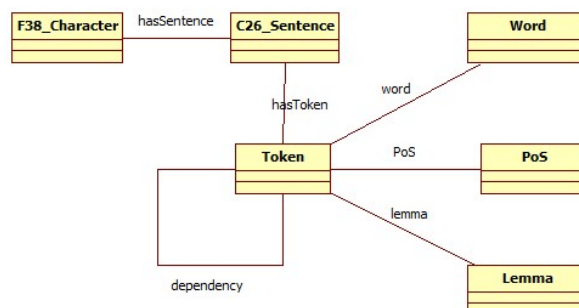 hasSentence
F38_Character
C26_Sentence
Word
word
hasToken
Token
PoS
PoS
lemma
dependency
Lemma